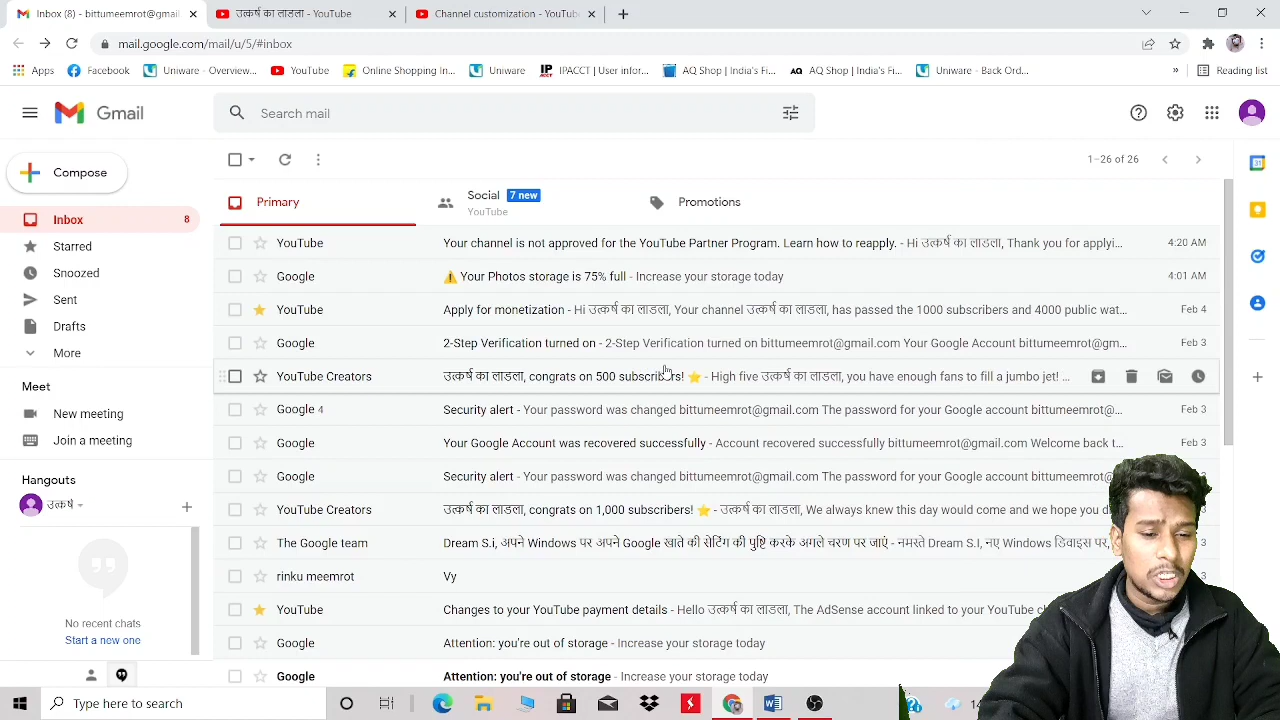 Inbox (8) - bittumeemrot@gmail
उत्कर्ष का लाडला - YouTube
Channel customization - YouTub
mail.google.com/mail/u/5/#inbox
Apps
Facebook
Uniware - Overview...
YouTube
Online Shopping In...
Uniware
IPACCT | User infor...
AQ Shop | India's Fi...
AQ AQ Shop | India's Fi...
Uniware - Back Ord...
»
Reading list
Gmail
Search mail
Compose
1–26 of 26
Inbox 8
Starred
Snoozed
Sent
Drafts
More
Meet
New meeting
Join a meeting
Hangouts
उत्कर्ष
No recent chats
Start a new one
Primary
Social 7 new
YouTube
Promotions
YouTube Your channel is not approved for the YouTube Partner Program. Learn how to reapply. - Hi उत्कर्ष का लाडला, Thank you for applyi... 4:20 AM
Google ⚠️ Your Photos storage is 75% full - Increase your storage today 4:01 AM
YouTube Apply for monetization - Hi उत्कर्ष का लाडला, Your channel उत्कर्ष का लाडला, has passed the 1000 subscribers and 4000 public wat... Feb 4
Google 2-Step Verification turned on - 2-Step Verification turned on bittumeemrot@gmail.com Your Google Account bittumeemrot@gm... Feb 3
YouTube Creators उत्कर्ष का लाडला, congrats on 500 subscribers! ⭐ - High five उत्कर्ष का लाडला, you have enough fans to fill a jumbo jet! ...
Google 4 Security alert - Your password was changed bittumeemrot@gmail.com The password for your Google account bittumeemrot@... Feb 3
Google Your Google Account was recovered successfully - Account recovered successfully bittumeemrot@gmail.com Welcome back t... Feb 3
Google Security alert - Your password was changed bittumeemrot@gmail.com The password for your Google account bittumeemrot@
YouTube Creators उत्कर्ष का लाडला, congrats on 1,000 subscribers! ⭐ - उत्कर्ष का लाडला, We always knew this day would come and we hope you d 3
The Google team Dream S.i, अपने Windows पर अपने Google खाते की सेटिंग की पुष्टि करके अगले चरण पर जाएं - नमस्ते Dream S.I, नए Windows डिवाइस पर, 3
rinku meemrot Vy 3
YouTube Changes to your YouTube payment details - Hello उत्कर्ष का लाडला, The AdSense account linked to your YouTube c
Google Attention: you're out of storage - Increase your storage today
Google Attention: you're out of storage - Increase your storage today
Type here to search